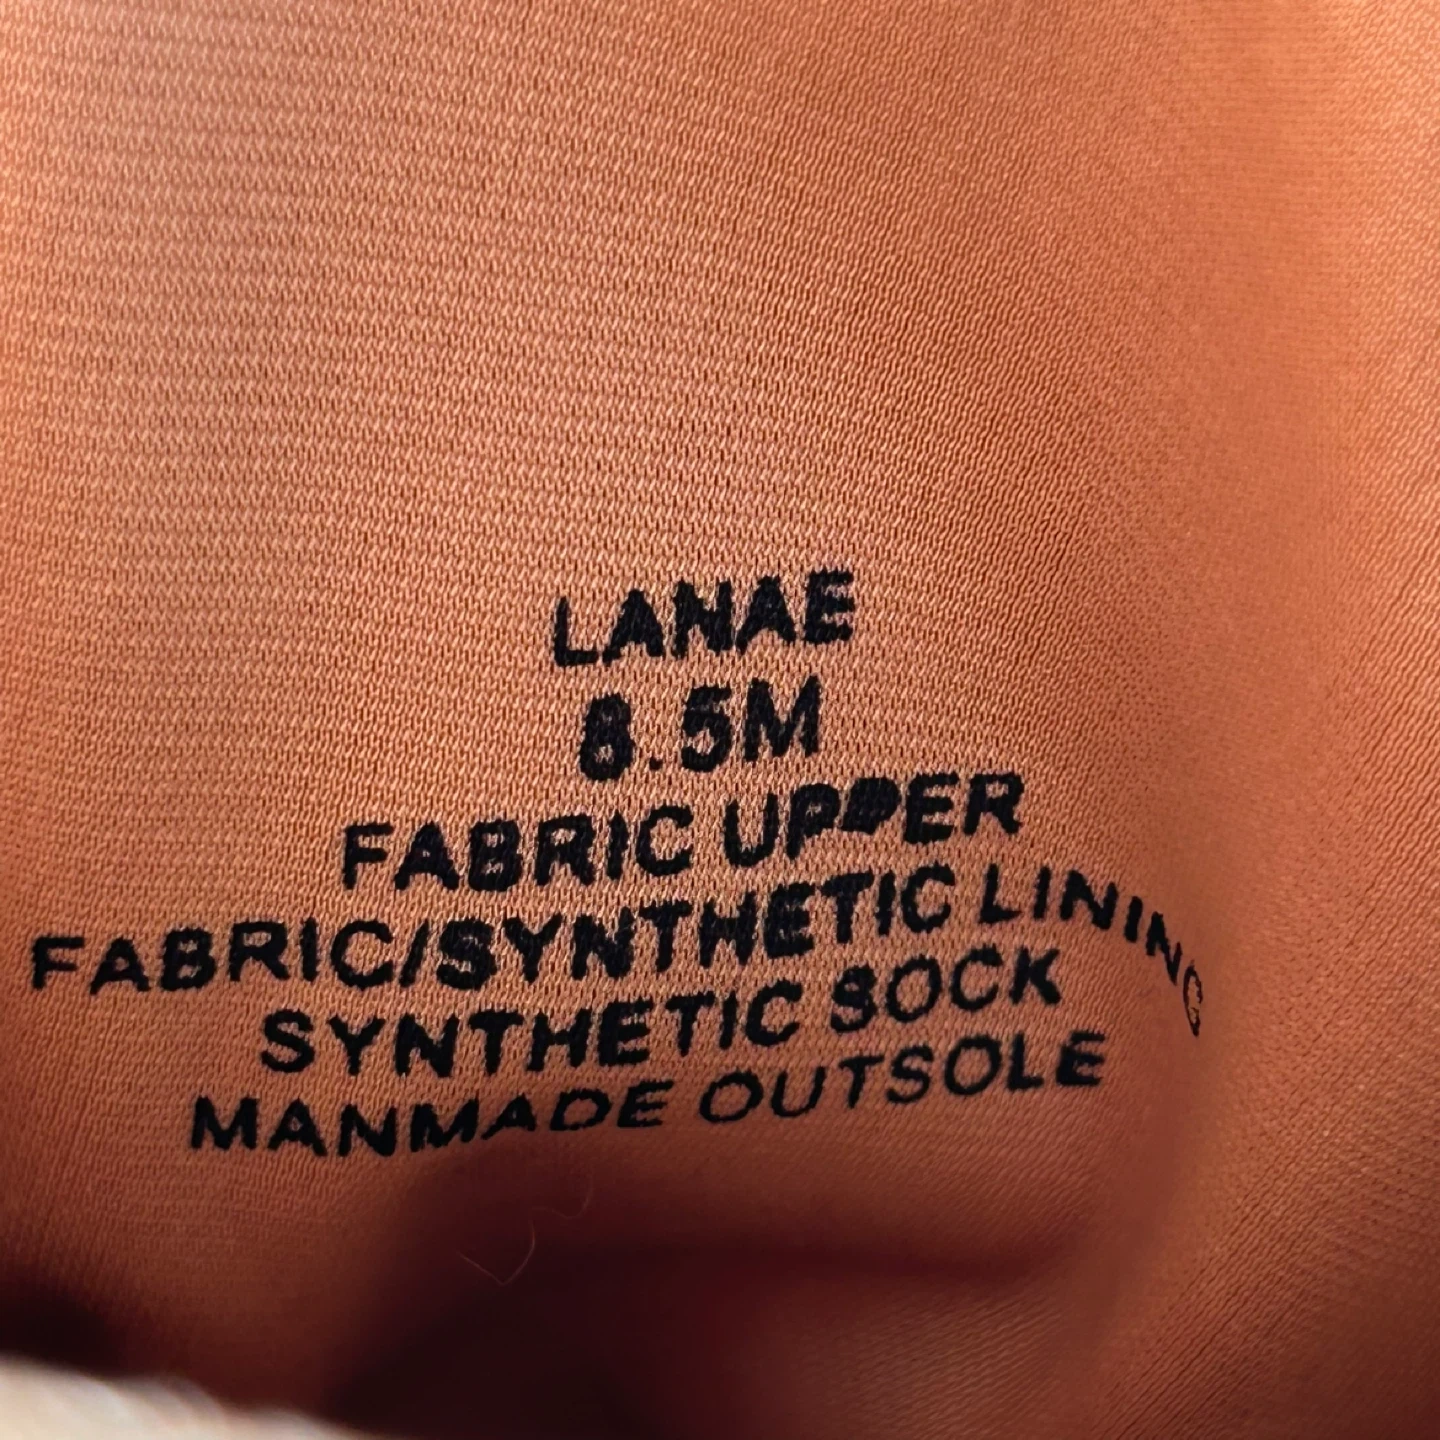 LANAE
8.5M
FABRIC UPPER
FABRIC/SYNTHETIC LINING
SYNTHETIC SOCK
MANMADE OUTSOLE